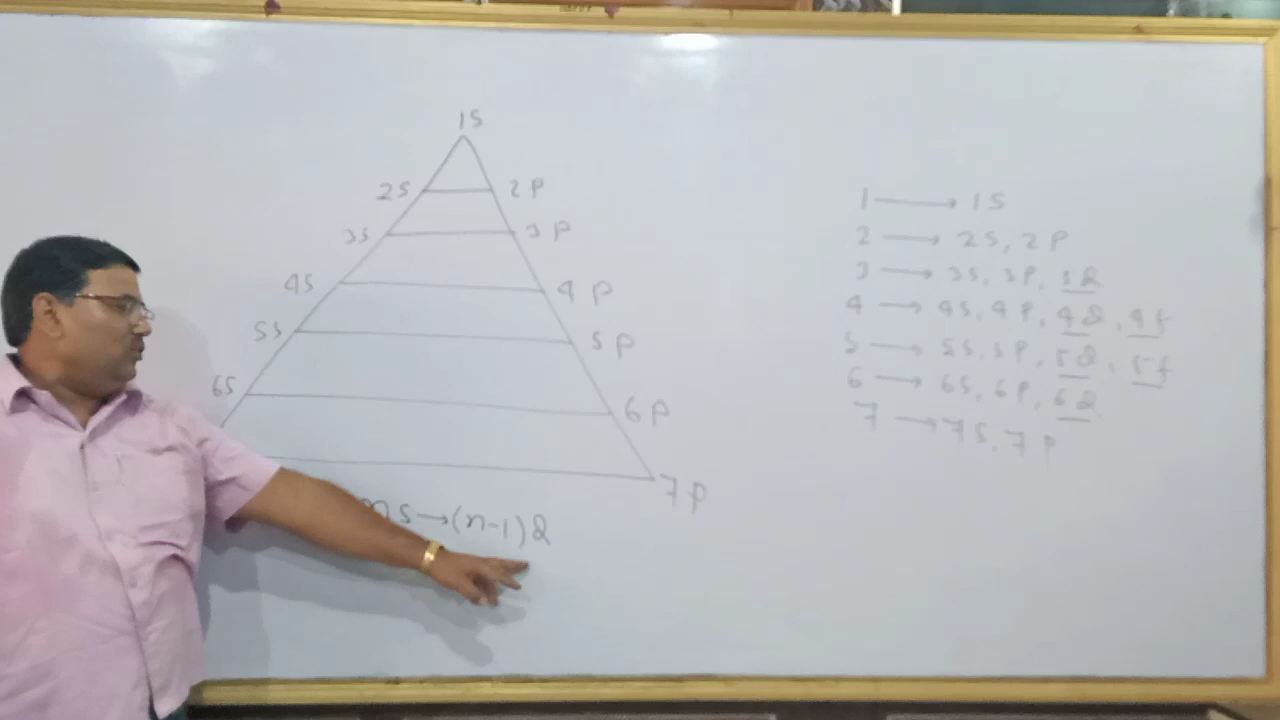 1S
2S 2P
3S 3P
4S 4P
5S 5P
6S 6P
7P
nS→(n-1)d
1 → 1S
2 → 2S, 2P
3 → 3S, 3P, 3d
4 → 4S, 4P, 4d, 4f
5 → 5S, 5P, 5d, 5f
6 → 6S, 6P, 6d
7 → 7S, 7P